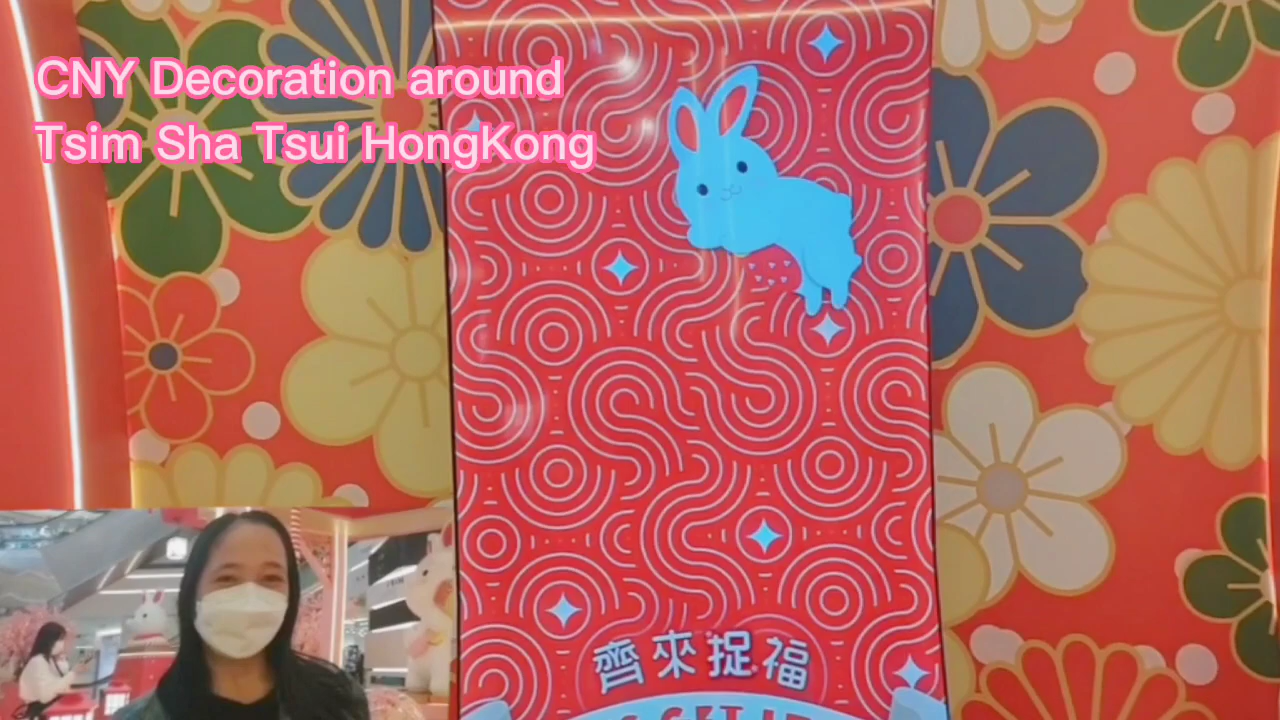 CNY Decoration around
Tsim Sha Tsui HongKong
齊來捉福